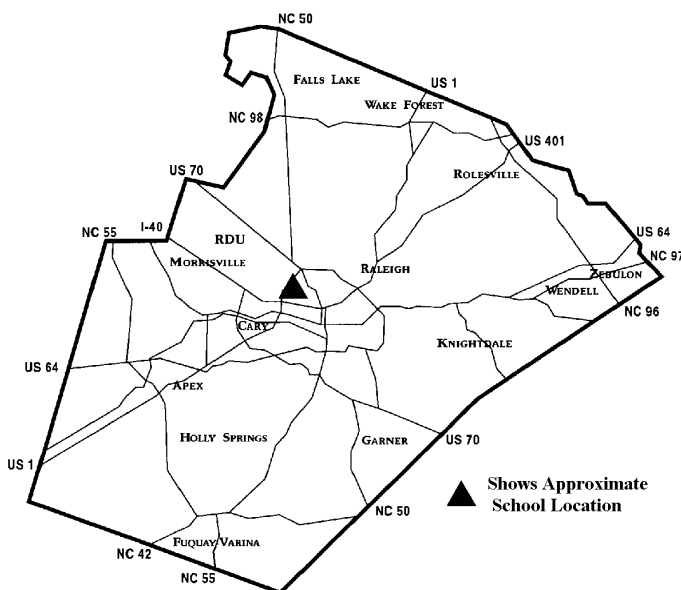 NC 50
FALLS LAKE
US 1
WAKE FOREST
NC 98
US 401
US 70
ROLESVILLE
I-40
NC 55
RDU
US 64
MORRISVILLE
RALEIGH
NC 97
ZEBULON
WENDELL
NC 96
CARY
KNIGHTDALE
US 64
APEX
HOLLY SPRINGS
GARNER
US 70
US 1
Shows Approximate
School Location
NC 50
FUQUAY-VARINA
NC 42
NC 55